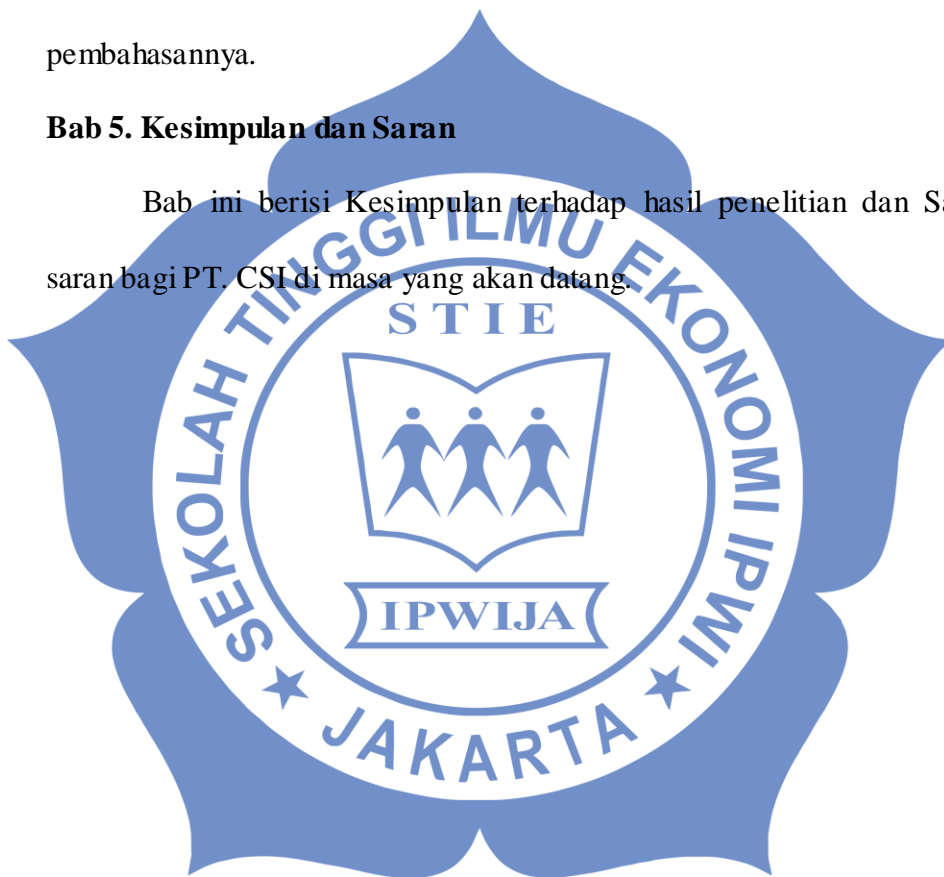 pembahasannya.
Bab 5. Kesimpulan dan Saran
Bab ini berisi Kesimpulan terhadap hasil penelitian dan Sa
saran bagi PT. CSI di masa yang akan datang.
SEKOLAH TINGGI ILMU EKONOMI IPWI
STIE
IPWIJA
JAKARTA